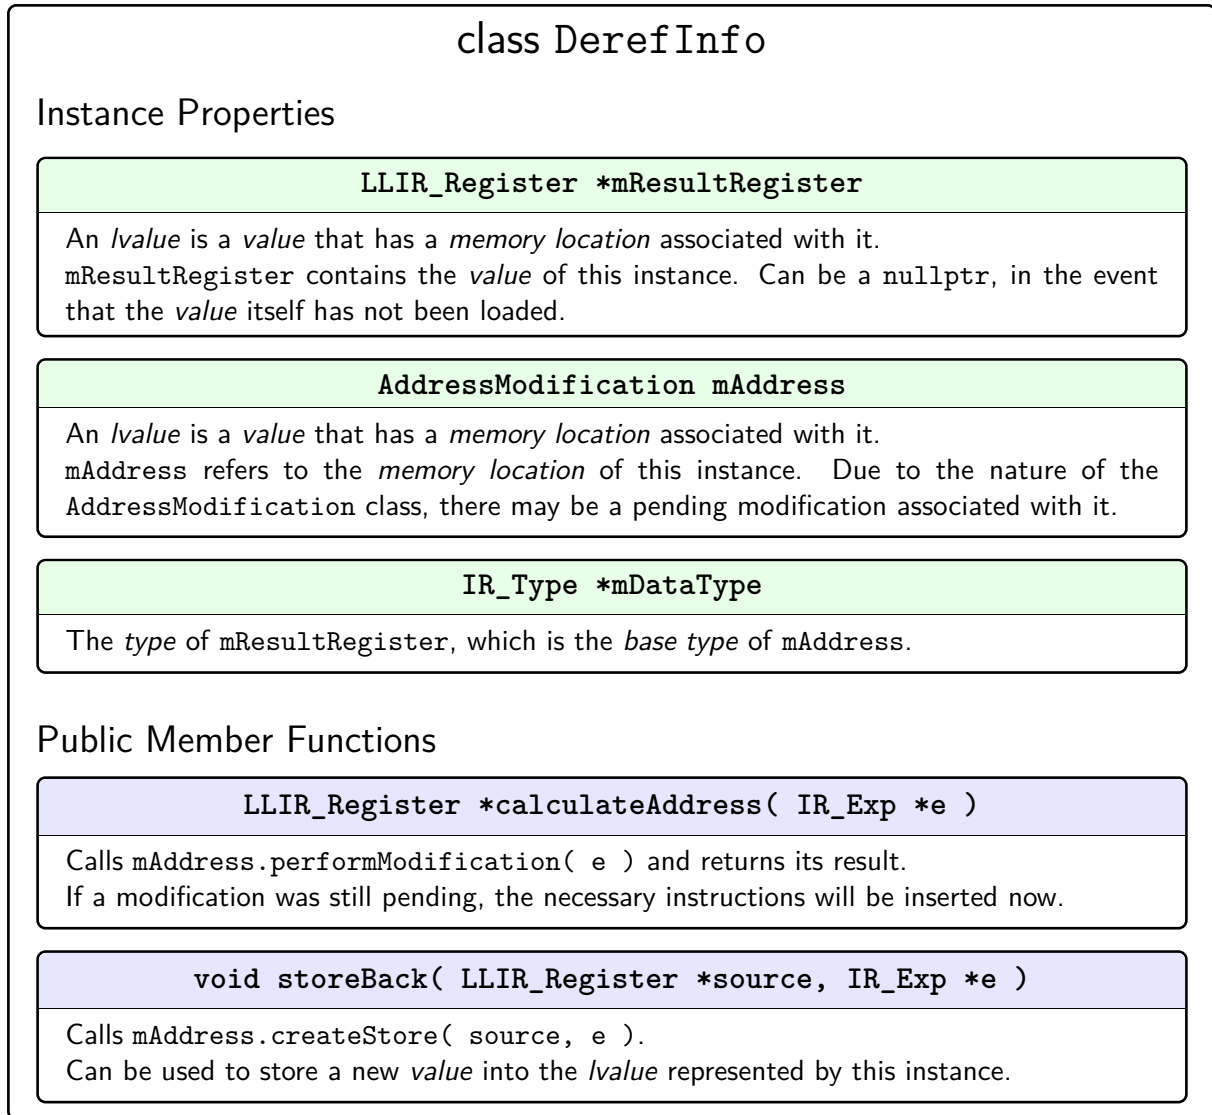 class DerefInfo
Instance Properties
LLIR_Register *mResultRegister
An lvalue is a value that has a memory location associated with it.
mResultRegister contains the value of this instance. Can be a nullptr, in the event
that the value itself has not been loaded.
AddressModification mAddress
An lvalue is a value that has a memory location associated with it.
mAddress refers to the memory location of this instance. Due to the nature of the
AddressModification class, there may be a pending modification associated with it.
IR_Type *mDataType
The type of mResultRegister, which is the base type of mAddress.
Public Member Functions
LLIR_Register *calculateAddress( IR_Exp *e )
Calls mAddress.performModification( e ) and returns its result.
If a modification was still pending, the necessary instructions will be inserted now.
void storeBack( LLIR_Register *source, IR_Exp *e )
Calls mAddress.createStore( source, e ).
Can be used to store a new value into the lvalue represented by this instance.